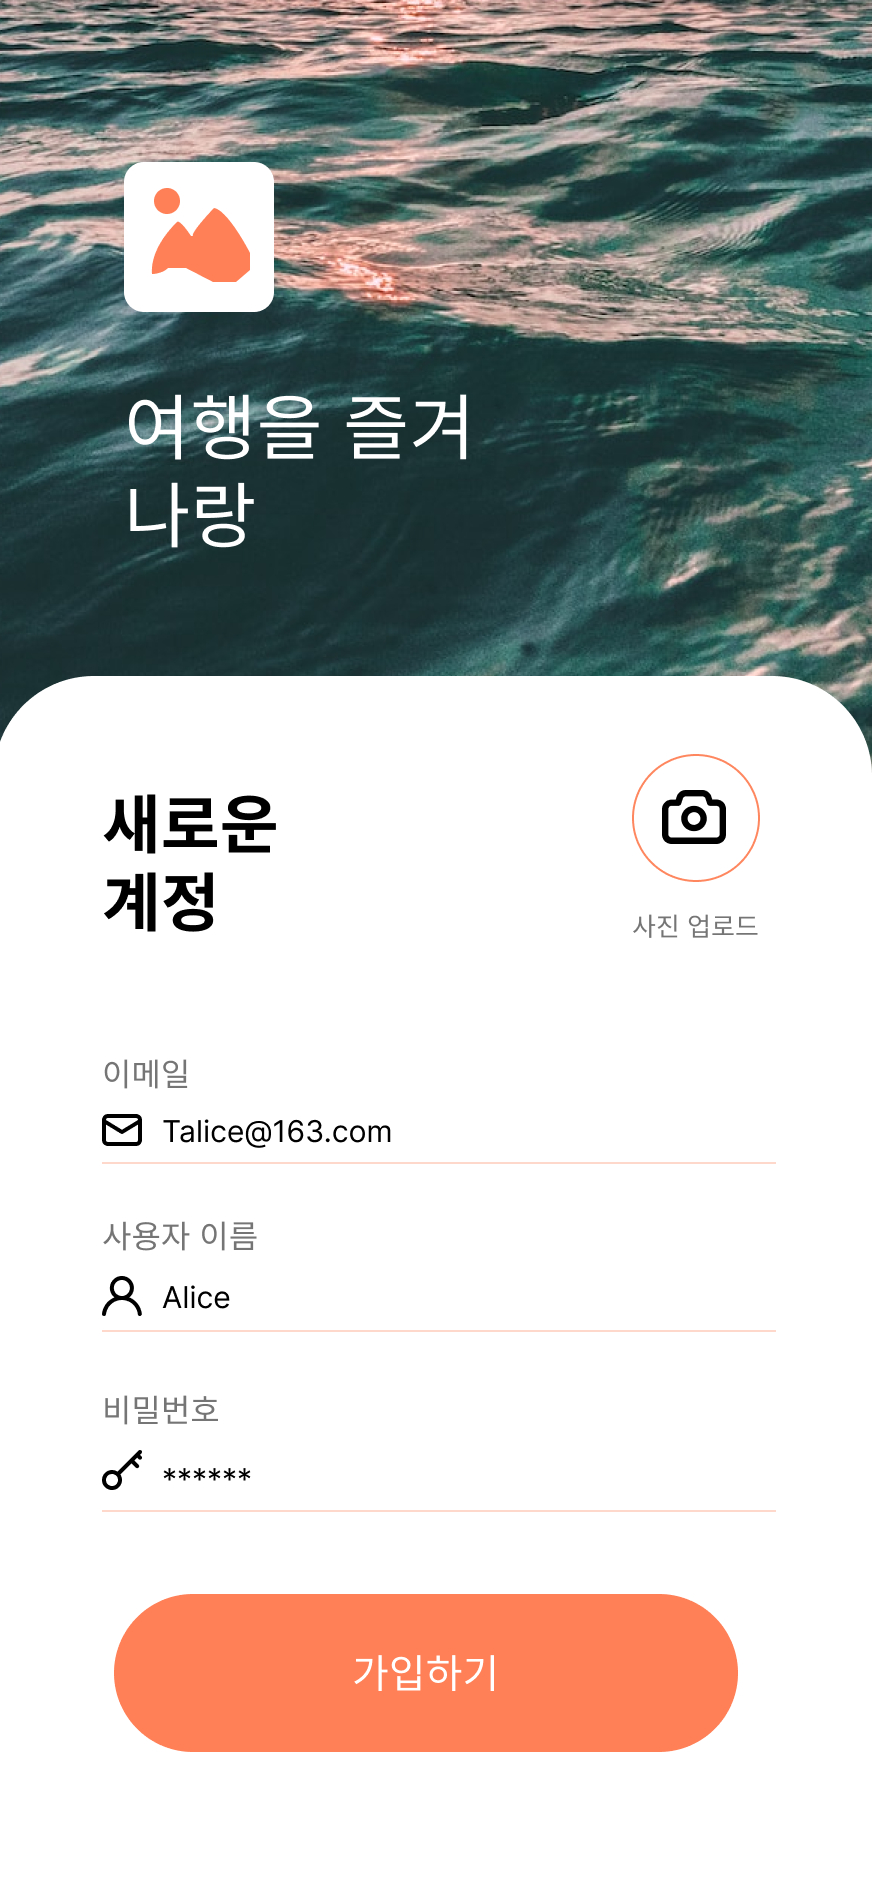 여행을 즐겨
나랑
새로운
계정
사진 업로드
이메일
Talice@163.com
사용자 이름
Alice
비밀번호
******
가입하기